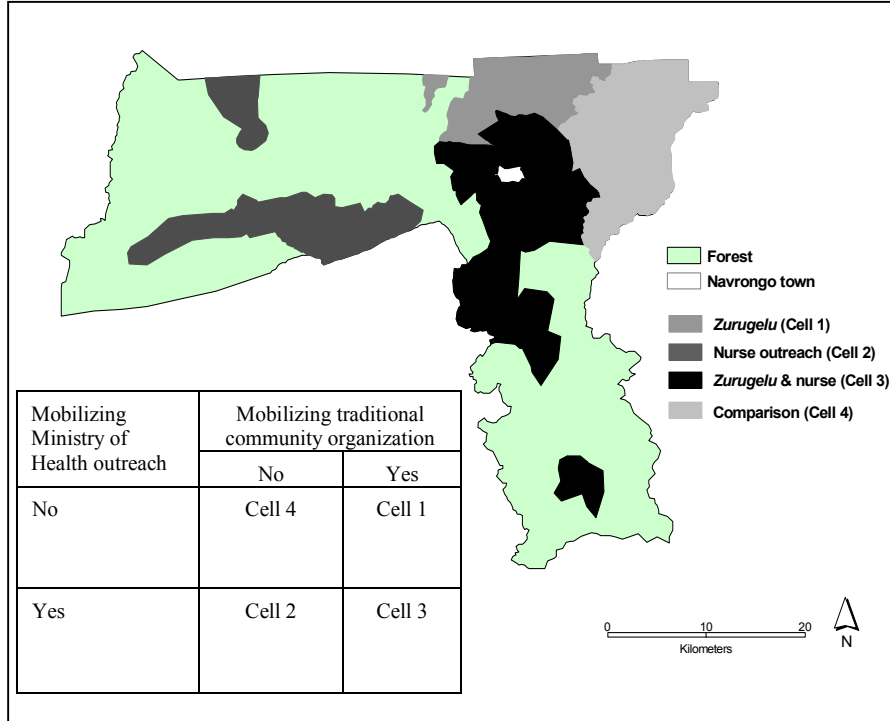 Forest
Navrongo town
Zurugelu (Cell 1)
Nurse outreach (Cell 2)
Zurugelu & nurse (Cell 3)
Comparison (Cell 4)
Mobilizing
Ministry of
Health outreach
Mobilizing traditional
community organization
No Yes
No Cell 4 Cell 1
Yes Cell 2 Cell 3
0 10 20
Kilometers
N